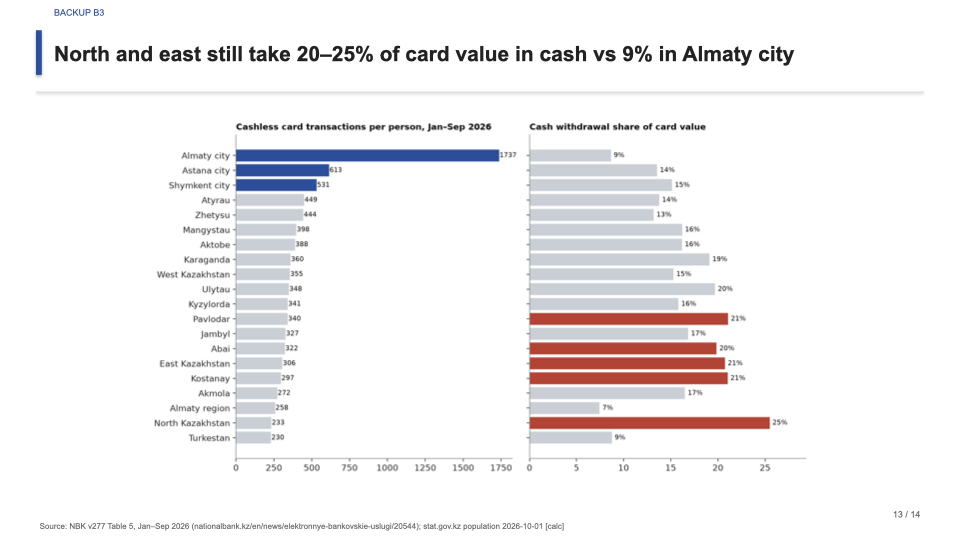 BACKUP B3
North and east still take 20–25% of card value in cash vs 9% in Almaty city
Cashless card transactions per person, Jan–Sep 2026
Cash withdrawal share of card value
Almaty city 1737 9%
Astana city 613 14%
Shymkent city 531 15%
Atyrau 449 14%
Zhetysu 444 13%
Mangystau 398 16%
Aktobe 388 16%
Karaganda 360 19%
West Kazakhstan 355 15%
Ulytau 348 20%
Kyzylorda 341 16%
Pavlodar 340 21%
Jambyl 327 17%
Abai 322 20%
East Kazakhstan 306 21%
Kostanay 297 21%
Akmola 272 17%
Almaty region 258 7%
North Kazakhstan 233 25%
Turkestan 230 9%
0 250 500 750 1000 1250 1500 1750
0 5 10 15 20 25
13 / 14
Source: NBK v277 Table 5, Jan–Sep 2026 (nationalbank.kz/en/news/elektronnye-bankovskie-uslugi/20544); stat.gov.kz population 2026-10-01 [calc]